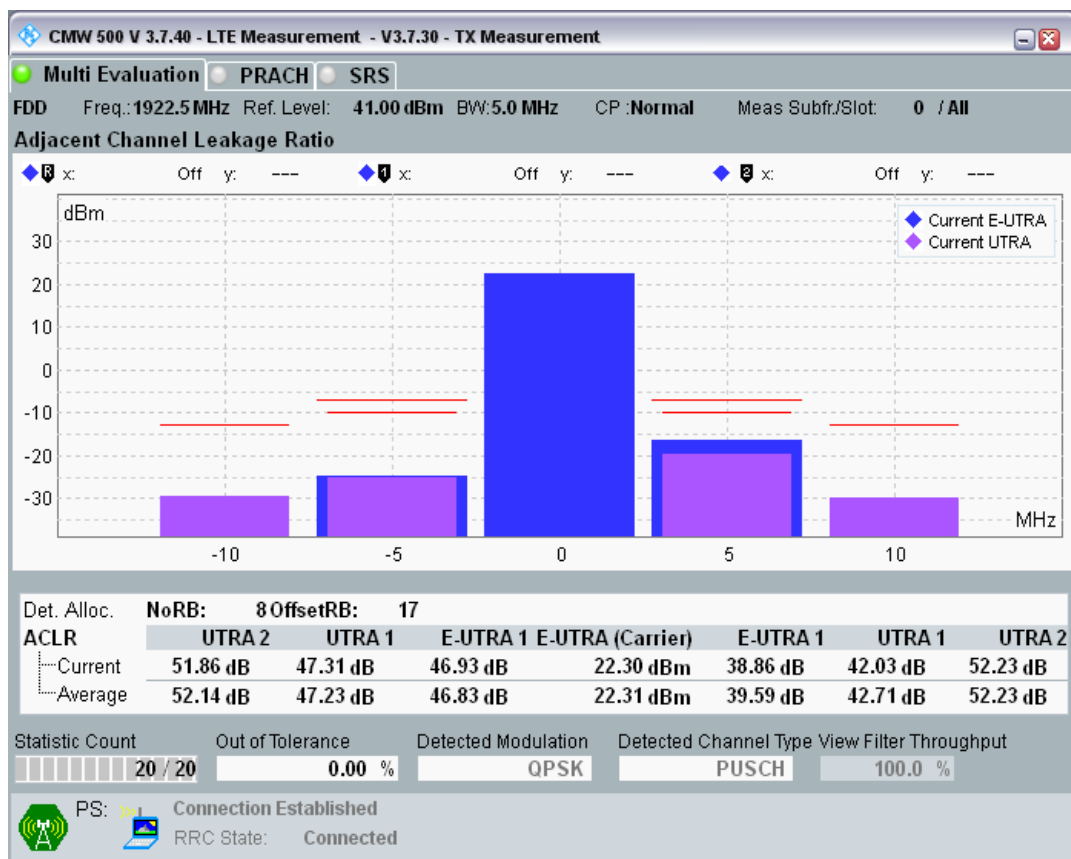 CMW 500 V 3.7.40 - LTE Measurement - V3.7.30 - TX Measurement
Multi Evaluation PRACH SRS
FDD Freq.: 1922.5 MHz Ref. Level: 41.00 dBm BW: 5.0 MHz CP : Normal Meas Subfr./Slot: 0 / All
Adjacent Channel Leakage Ratio
R x: Off y: --- 1 x: Off y: --- 2 x: Off y: ---
dBm
Current E-UTRA
Current UTRA
30
20
10
0
-10
-20
-30
MHz
-10 -5 0 5 10
Det. Alloc. NoRB: 8 OffsetRB: 17
ACLR UTRA 2 UTRA 1 E-UTRA 1 E-UTRA (Carrier) E-UTRA 1 UTRA 1 UTRA 2
Current 51.86 dB 47.31 dB 46.93 dB 22.30 dBm 38.86 dB 42.03 dB 52.23 dB
Average 52.14 dB 47.23 dB 46.83 dB 22.31 dBm 39.59 dB 42.71 dB 52.23 dB
Statistic Count Out of Tolerance Detected Modulation Detected Channel Type View Filter Throughput
20 / 20 0.00 % QPSK PUSCH 100.0 %
PS: Connection Established
RRC State: Connected